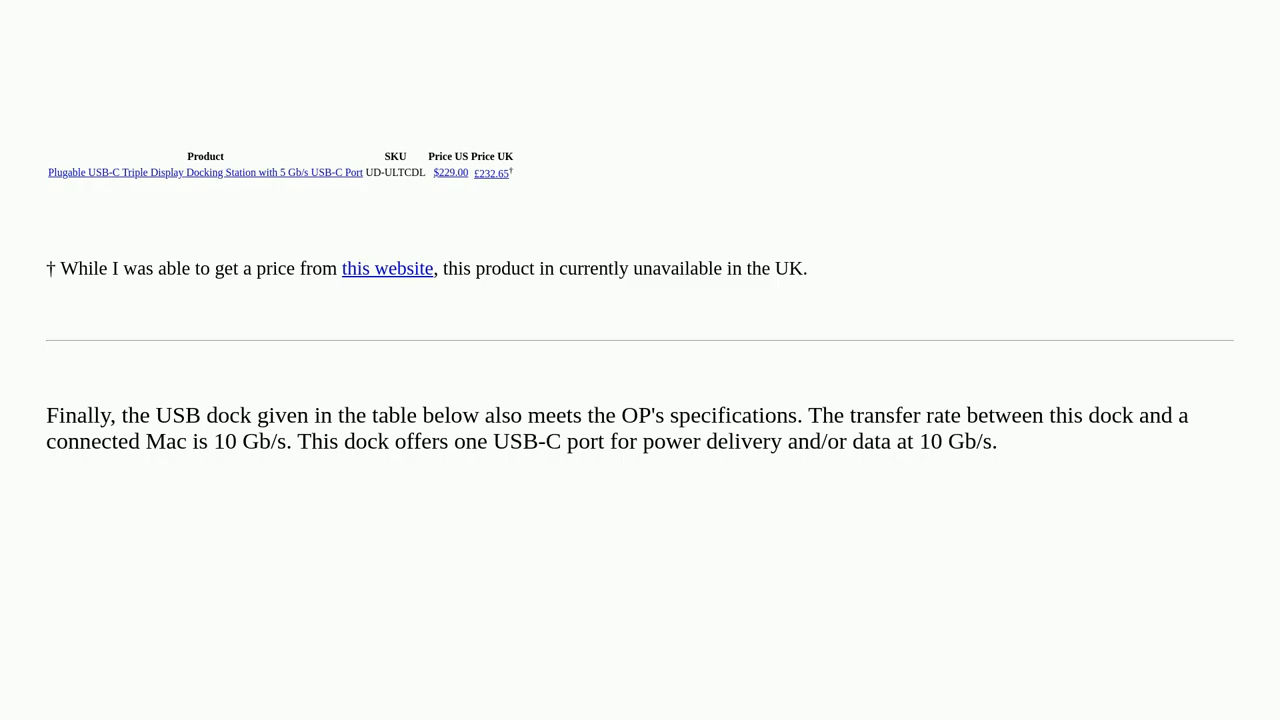 Product SKU Price US Price UK
Plugable USB-C Triple Display Docking Station with 5 Gb/s USB-C Port UD-ULTCDL $229.00 £232.65†
† While I was able to get a price from this website, this product in currently unavailable in the UK.
Finally, the USB dock given in the table below also meets the OP's specifications. The transfer rate between this dock and a
connected Mac is 10 Gb/s. This dock offers one USB-C port for power delivery and/or data at 10 Gb/s.